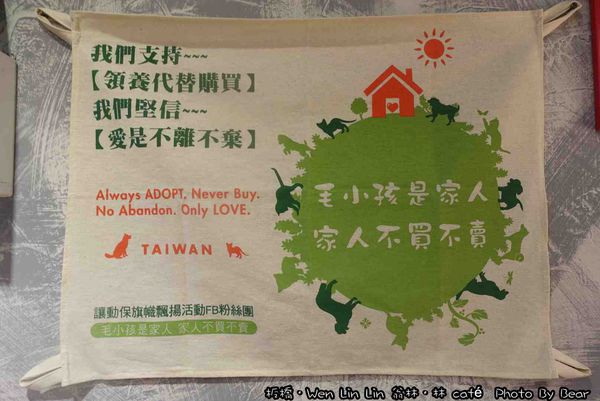 我們支持~~~
【領養代替購買】
我們堅信~~~
【愛是不離不棄】
Always ADOPT, Never Buy.
No Abandon. Only LOVE.
TAIWAN
讓動保旗幟飄揚活動FB粉絲團
毛小孩是家人 家人不買不賣
毛小孩是家人
家人不買不賣
板橋·Wen Lin Lin 翁林·林 café Photo By Bear